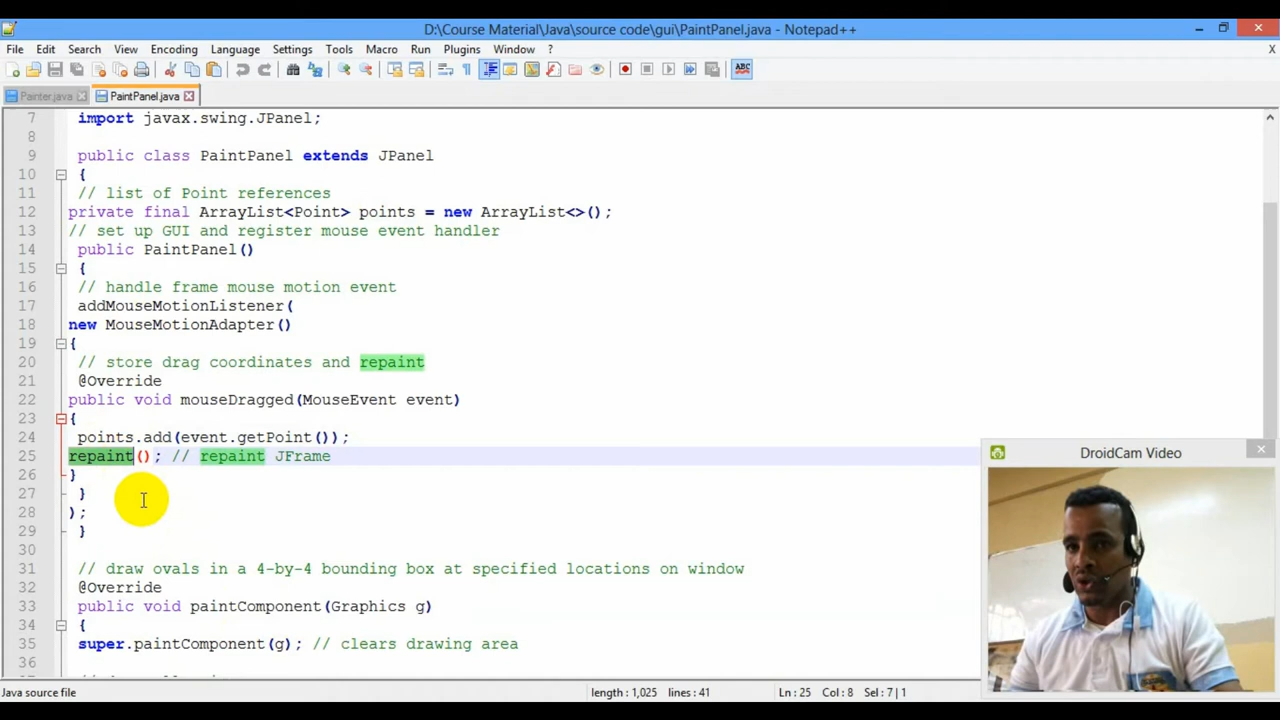 D:\Course Material\Java\source code\gui\PaintPanel.java - Notepad++
File Edit Search View Encoding Language Settings Tools Macro Run Plugins Window ? X
ABC
Painter.java PaintPanel.java
7 import javax.swing.JPanel;
8
9 public class PaintPanel extends JPanel
10 {
11 // list of Point references
12 private final ArrayList<Point> points = new ArrayList<>();
13 // set up GUI and register mouse event handler
14 public PaintPanel()
15 {
16 // handle frame mouse motion event
17 addMouseMotionListener(
18 new MouseMotionAdapter()
19 {
20 // store drag coordinates and repaint
21 @Override
22 public void mouseDragged(MouseEvent event)
23 {
24 points.add(event.getPoint());
25 repaint(); // repaint JFrame
26 }
27 }
28 );
29 }
30
31 // draw ovals in a 4-by-4 bounding box at specified locations on window
32 @Override
33 public void paintComponent(Graphics g)
34 {
35 super.paintComponent(g); // clears drawing area
36
DroidCam Video
Java source file length : 1,025 lines : 41 Ln : 25 Col : 8 Sel : 7 | 1